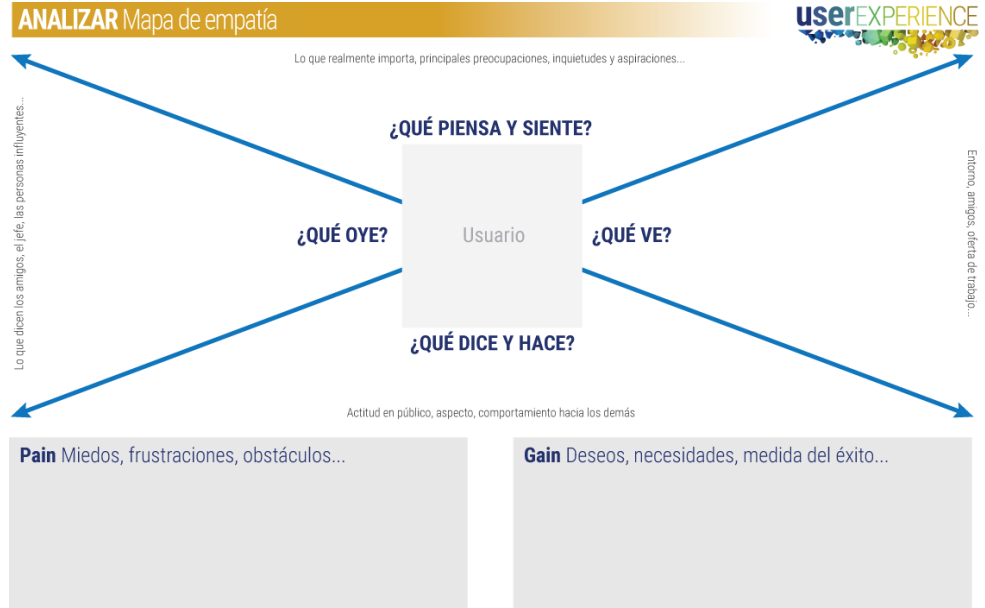 ANALIZAR Mapa de empatía
userEXPERIENCE
Lo que realmente importa, principales preocupaciones, inquietudes y aspiraciones...
¿QUÉ PIENSA Y SIENTE?
Lo que dicen los amigos, el jefe, las personas influyentes...
¿QUÉ OYE?
Usuario
¿QUÉ VE?
Entorno, amigos, oferta de trabajo...
¿QUÉ DICE Y HACE?
Actitud en público, aspecto, comportamiento hacia los demás
Pain Miedos, frustraciones, obstáculos...
Gain Deseos, necesidades, medida del éxito...